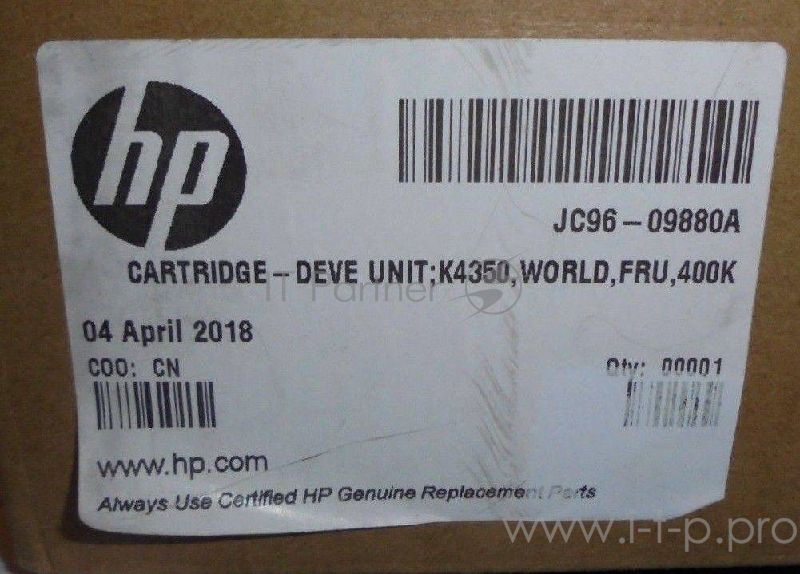 hp
JC96-09880A
CARTRIDGE-DEVE UNIT;K4350,WORLD,FRU,400K
IT Partner
04 April 2018
COO: CN
Qty: 00001
www.hp.com
Always Use Certified HP Genuine Replacement Parts
www.i-t-p.pro